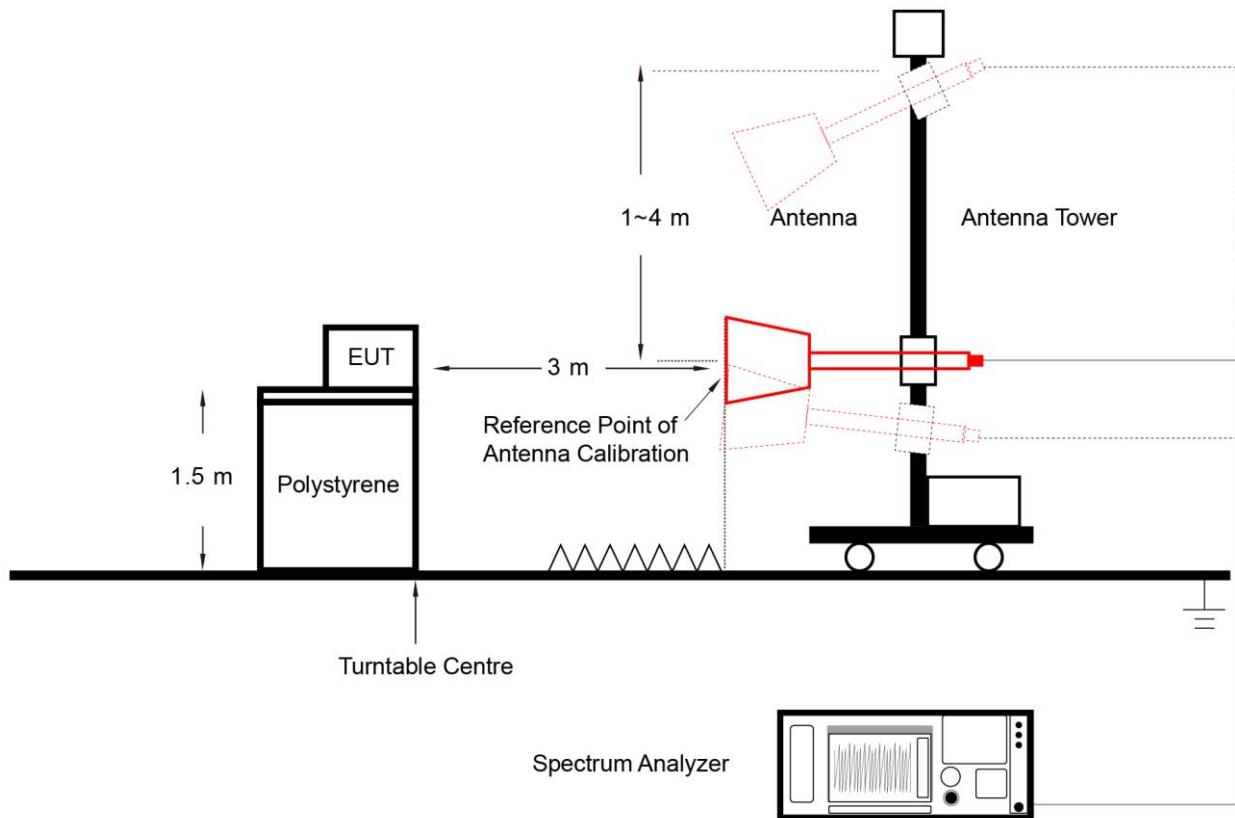 1~4 m
Antenna
Antenna Tower
EUT
3 m
Reference Point of
Antenna Calibration
1.5 m
Polystyrene
Turntable Centre
Spectrum Analyzer